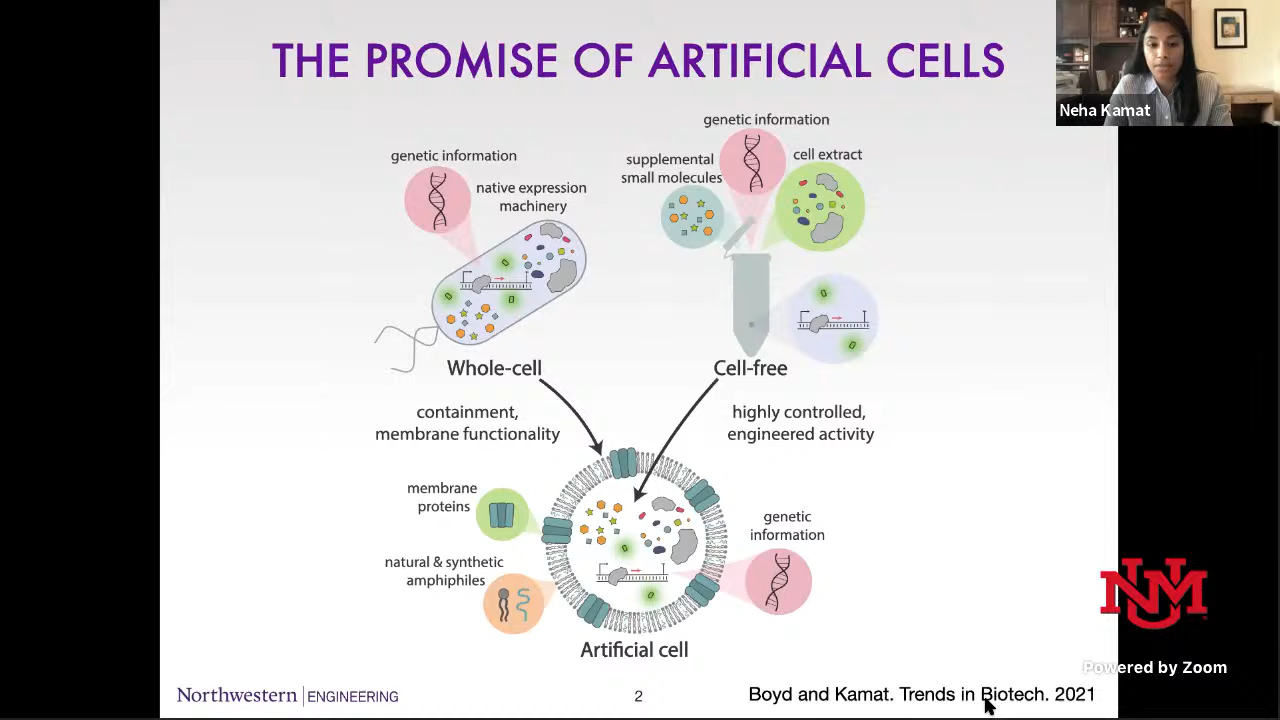 THE PROMISE OF ARTIFICIAL CELLS
Neha Kamat
genetic information
native expression
machinery
genetic information
supplemental
small molecules
cell extract
Whole-cell
Cell-free
containment,
membrane functionality
highly controlled,
engineered activity
membrane
proteins
natural & synthetic
amphiphiles
genetic
information
Artificial cell
Northwestern | ENGINEERING
2
Boyd and Kamat. Trends in Biotech. 2021
UNM
Powered by Zoom